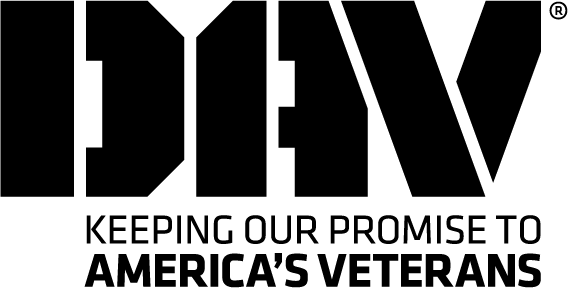 DAV®
KEEPING OUR PROMISE TO
AMERICA'S VETERANS